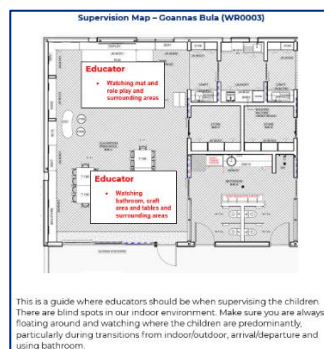 Supervision Map – Goannas Bula (WR0003)
Educator
• Watching mat and
role play and
surrounding areas
Educator
• Watching
bathroom, craft
area and tables and
surrounding areas
This is a guide where educators should be when supervising the children.
There are blind spots in our indoor environment. Make sure you are always
floating around and watching where the children are predominantly,
particularly during transitions from indoor/outdoor, arrival/departure and
using bathroom.